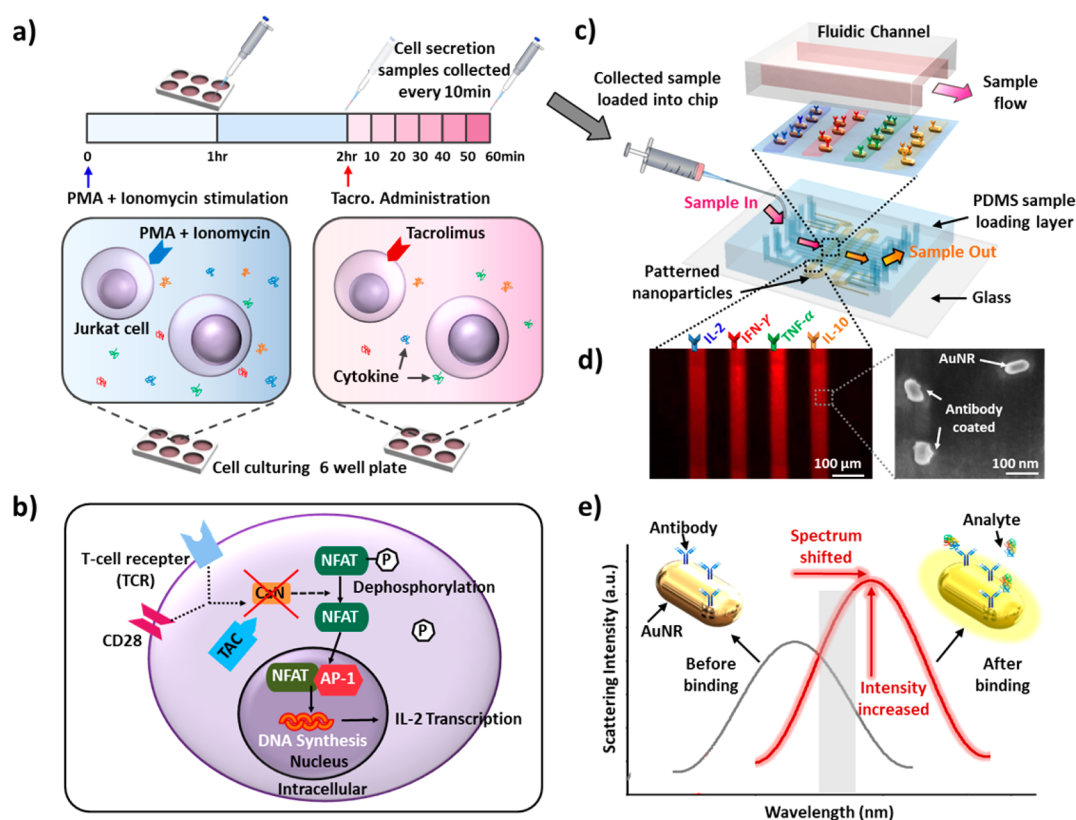 a)
Cell secretion
samples collected
every 10min
0
1hr
2hr
10
20
30
40
50
60min
PMA + Ionomycin stimulation
Tacro. Administration
PMA + Ionomycin
Jurkat cell
Tacrolimus
Cytokine
Cell culturing 6 well plate
b)
T-cell recepter
(TCR)
CD28
TAC
CaN
NFAT
P
Dephosphorylation
NFAT
P
NFAT
AP-1
IL-2 Transcription
DNA Synthesis
Nucleus
Intracellular
c)
Fluidic Channel
Collected sample
loaded into chip
Sample
flow
Sample In
PDMS sample
loading layer
Sample Out
Patterned
nanoparticles
Glass
d)
IL-2
IFN-γ
TNF-α
IL-10
100 μm
AuNR
Antibody
coated
100 nm
e)
Antibody
AuNR
Spectrum
shifted
Analyte
Before
binding
Intensity
increased
After
binding
Scattering Intensity (a.u.)
Wavelength (nm)